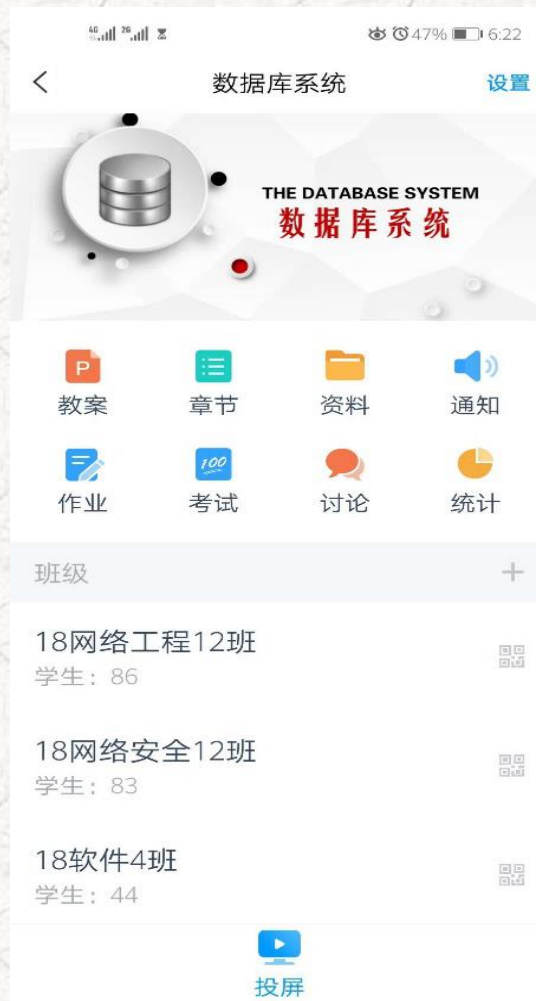 4G 2G 47% 6:22
数据库系统 设置
THE DATABASE SYSTEM
数据库系统
P
教案 章节 资料 通知
100
作业 考试 讨论 统计
班级
18网络工程12班
学生：86
18网络安全12班
学生：83
18软件4班
学生：44
投屏